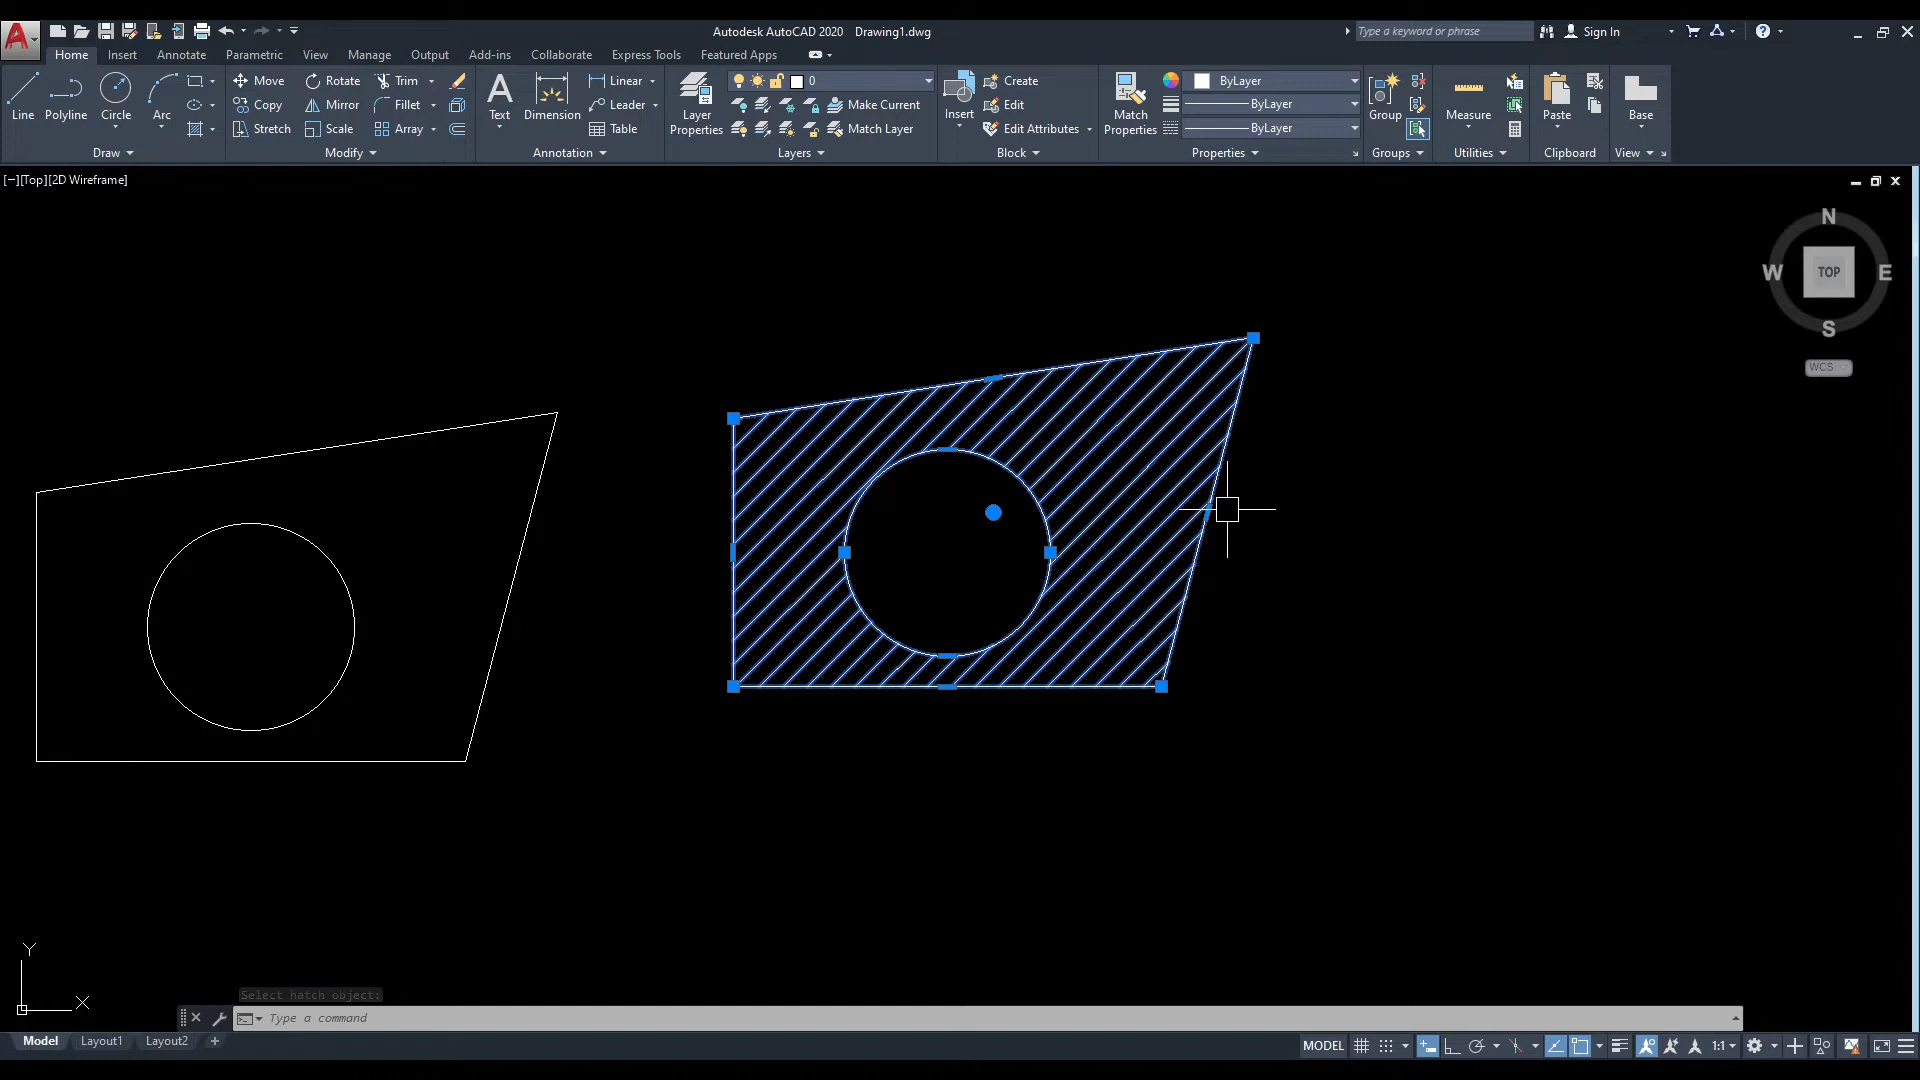 Autodesk AutoCAD 2020 Drawing1.dwg
Type a keyword or phrase
Sign In
Home Insert Annotate Parametric View Manage Output Add-ins Collaborate Express Tools Featured Apps
Line
Polyline
Circle
Arc
Draw
Move
Rotate
Trim
Copy
Mirror
Fillet
Stretch
Scale
Array
Modify
Text
Dimension
Linear
Leader
Table
Annotation
Layer
Properties
0
Make Current
Match Layer
Layers
Insert
Create
Edit
Edit Attributes
Block
Match
Properties
ByLayer
ByLayer
ByLayer
Properties
Group
Groups
Measure
Utilities
Paste
Clipboard
Base
View
[−][Top][2D Wireframe]
N
W
TOP
E
S
WCS
Y
X
Select hatch object:
Type a command
Model Layout1 Layout2
MODEL
1:1